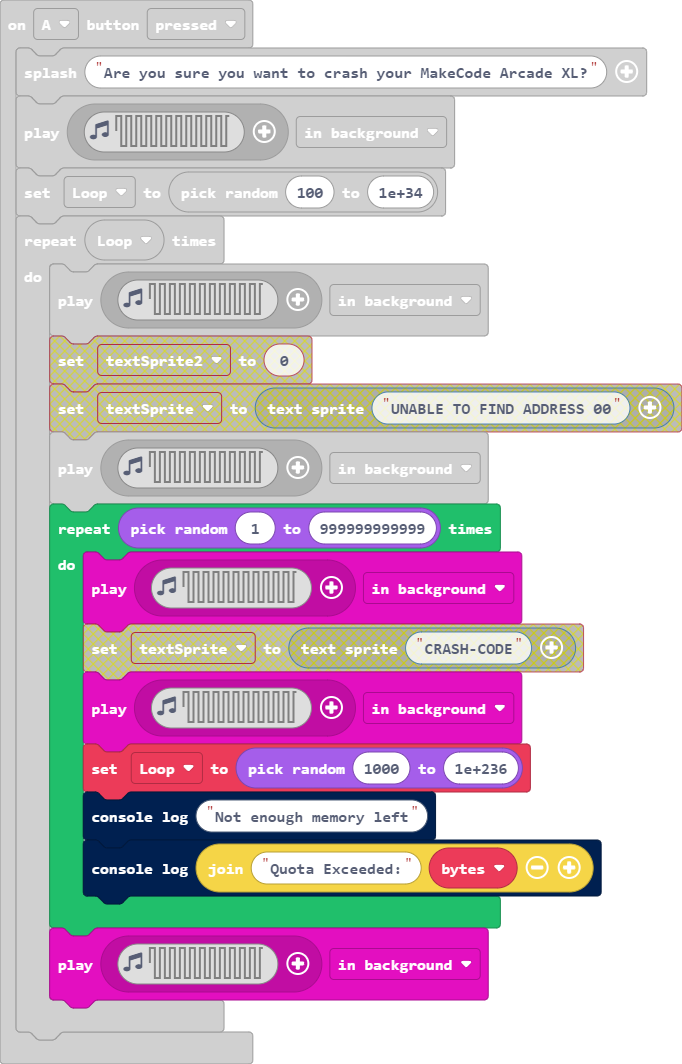 on A button pressed
splash "Are you sure you want to crash your MakeCode Arcade XL?"
play in background
set Loop to pick random 100 to 1e+34
repeat Loop times
do
play in background
set textSprite2 to 0
set textSprite to text sprite "UNABLE TO FIND ADDRESS 00"
play in background
repeat pick random 1 to 999999999999 times
do
play in background
set textSprite to text sprite "CRASH-CODE"
play in background
set Loop to pick random 1000 to 1e+236
console log "Not enough memory left"
console log join "Quota Exceeded:" bytes
play in background